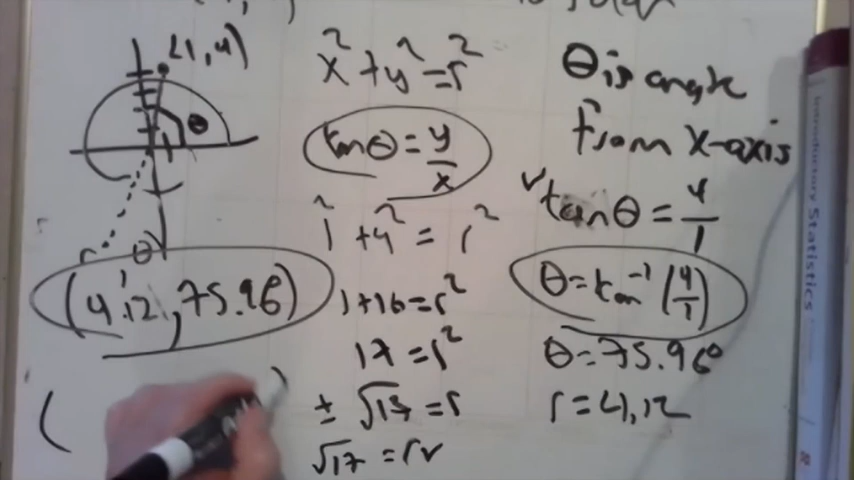 (1,4)
θ
θ
(4.12, 75.96)
(
)
x² + y² = r²
tanθ = y/x
1² + 4² = r²
1 + 16 = r²
17 = r²
± √17 = r
√17 = r ✓
θ is angle
from x-axis
✓ tanθ = 4/1
θ = tan⁻¹(4/1)
θ = 75.96°
r = 4.12
Introductory Statistics